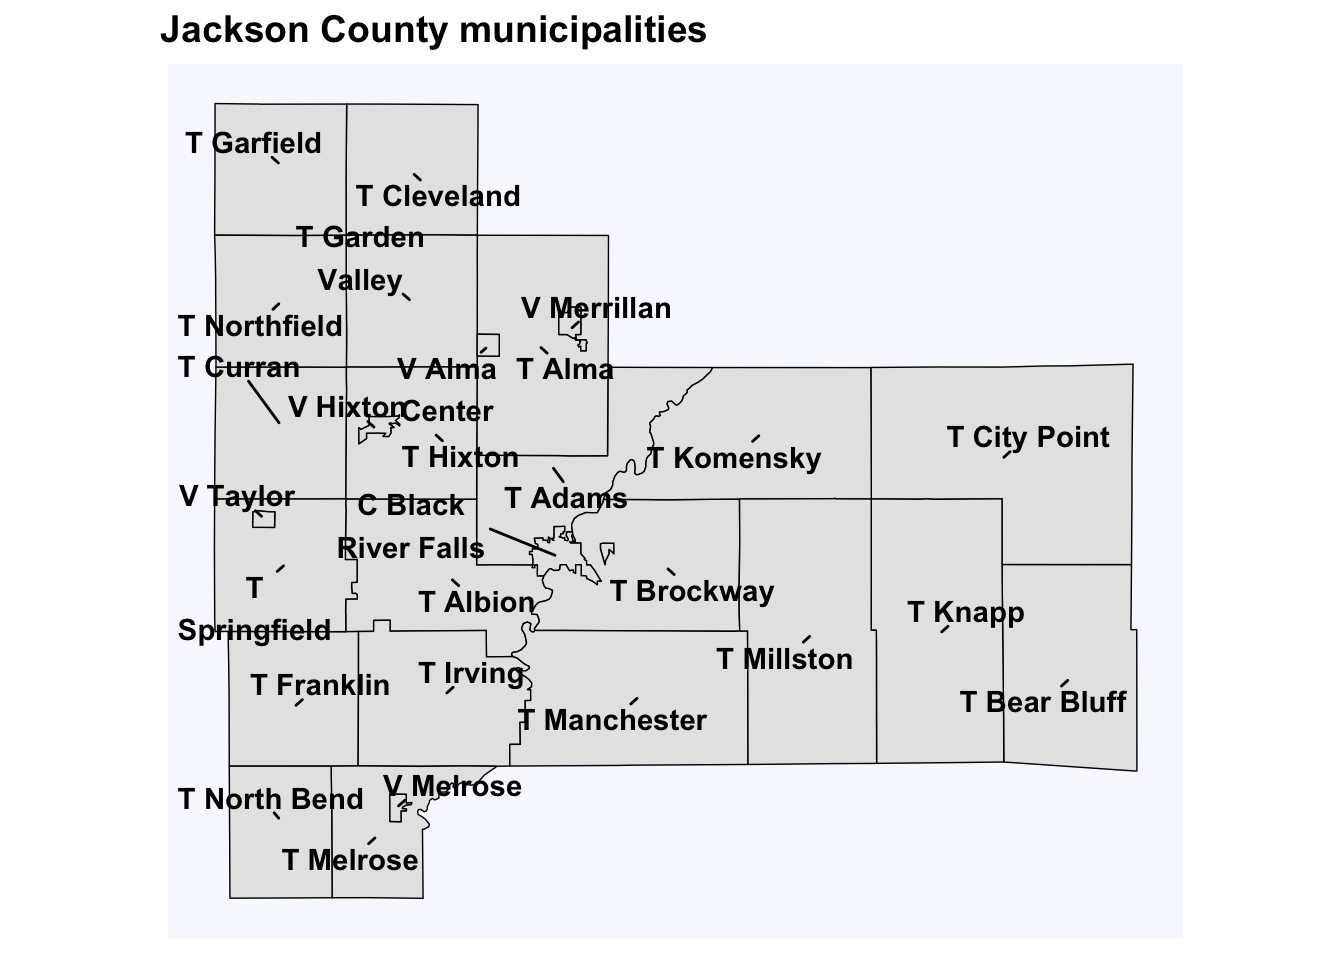 Jackson County municipalities
T Garfield
T Cleveland
T Garden
Valley
V Merrillan
T Northfield
T Curran
V Alma
T Alma
V Hixton
Center
T Hixton
T City Point
T Komensky
V Taylor
C Black
River Falls
T Adams
T
Springfield
T Albion
T Brockway
T Knapp
T Millston
T Franklin
T Irving
T Bear Bluff
T Manchester
T North Bend
V Melrose
T Melrose